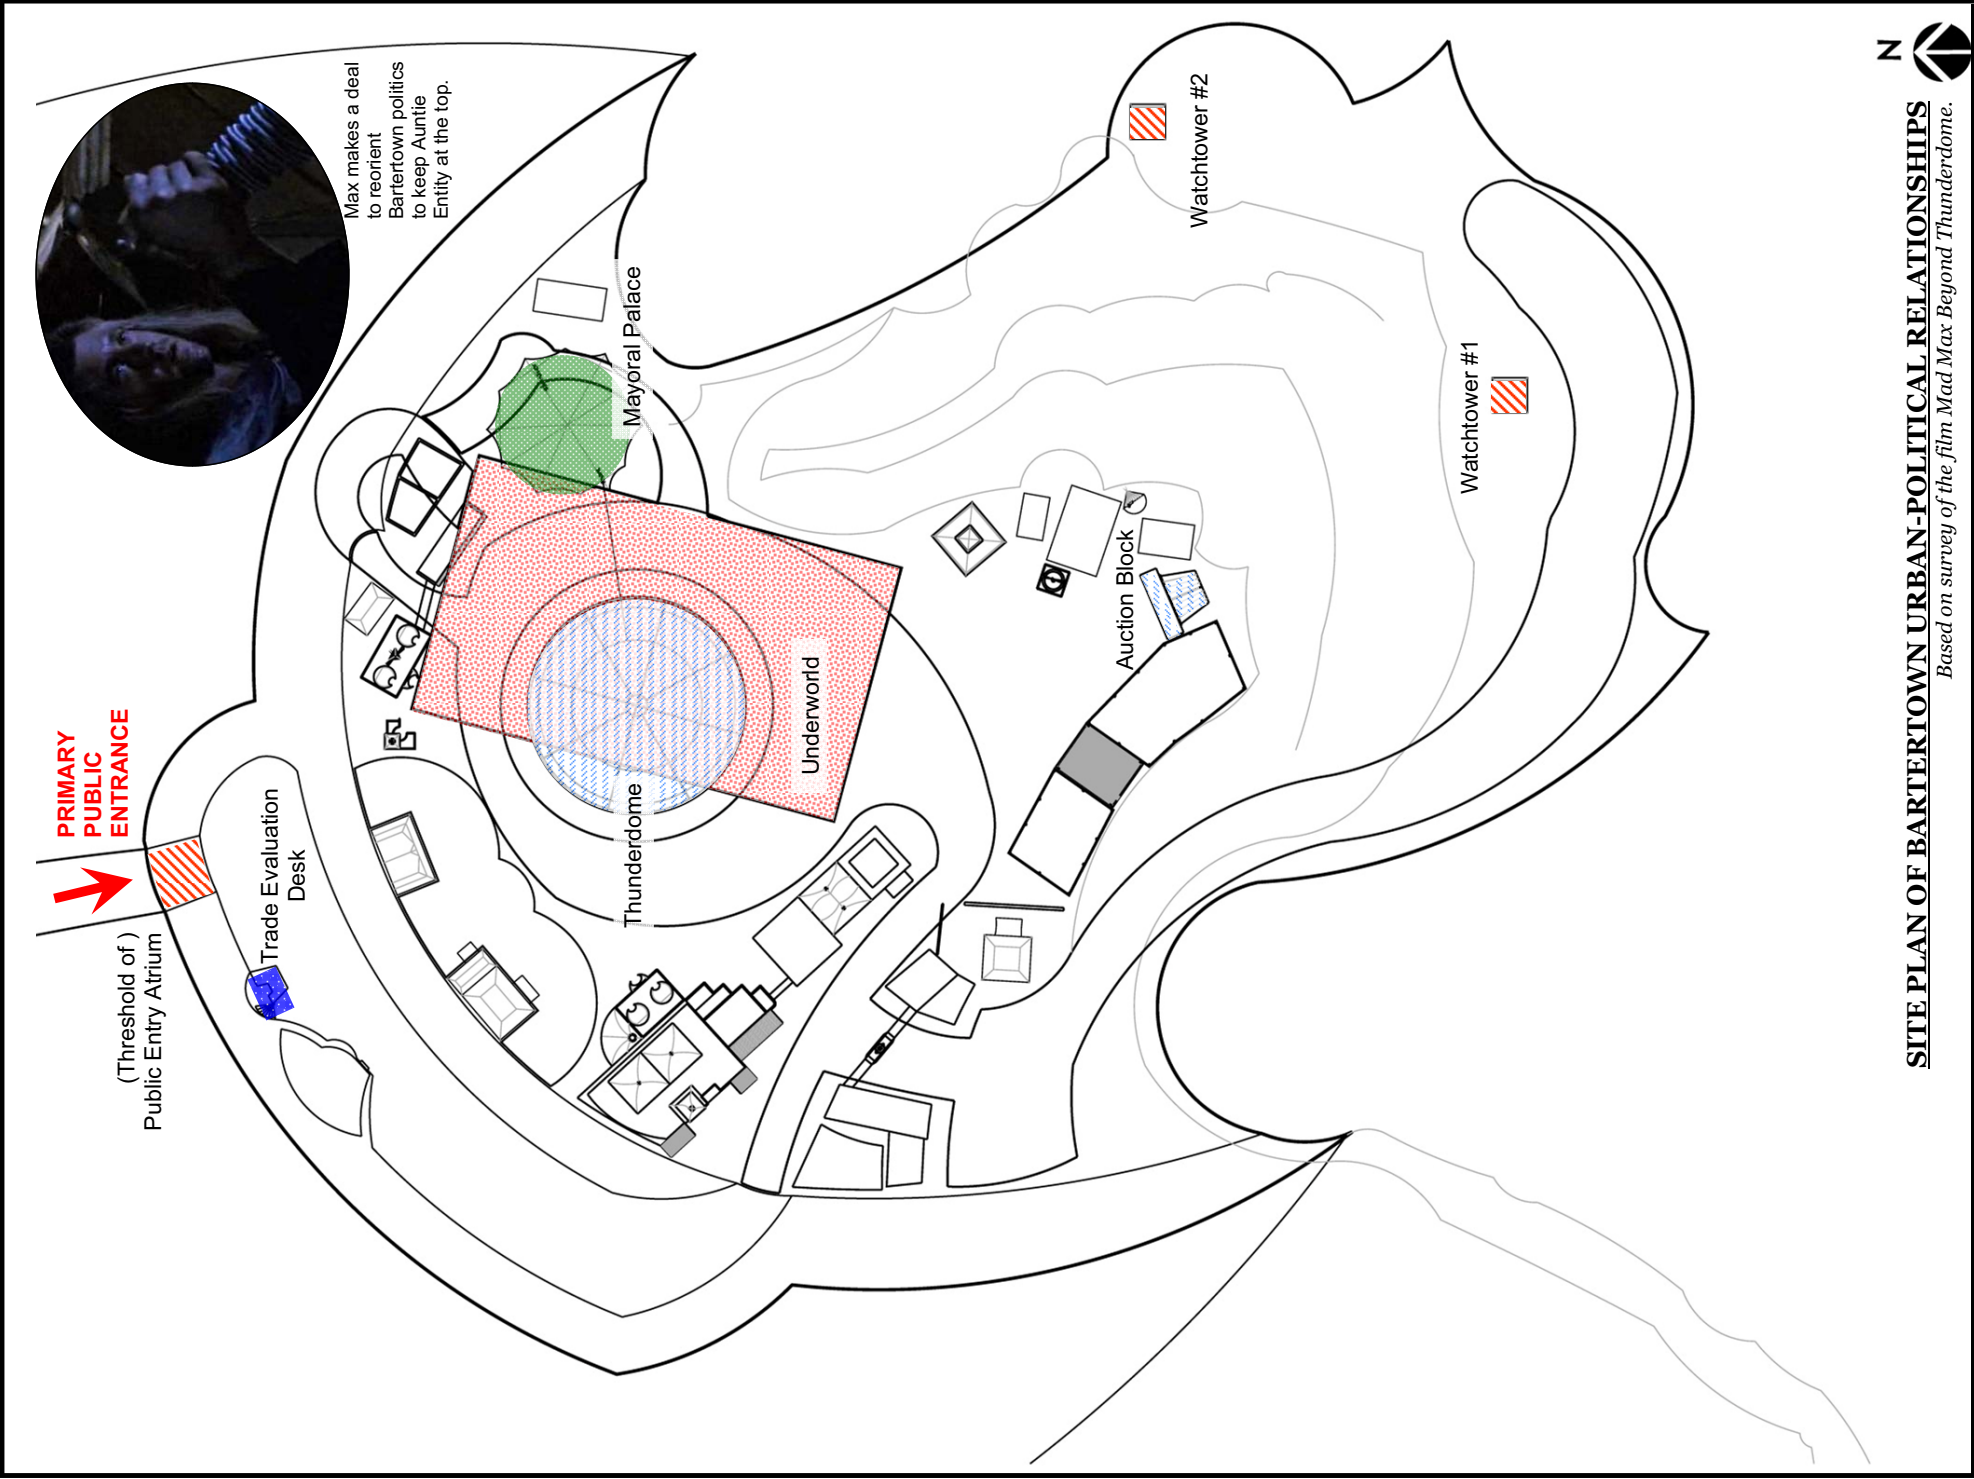 Max makes a deal
to reorient
Bartertown politics
to keep Auntie
Entity at the top.
PRIMARY
PUBLIC
ENTRANCE
(Threshold of )
Public Entry Atrium
Trade Evaluation
Desk
Mayoral Palace
Thunderdome
Underworld
Auction Block
Watchtower #2
Watchtower #1
N
SITE PLAN OF BARTERTOWN URBAN-POLITICAL RELATIONSHIPS
Based on survey of the film Mad Max Beyond Thunderdome.